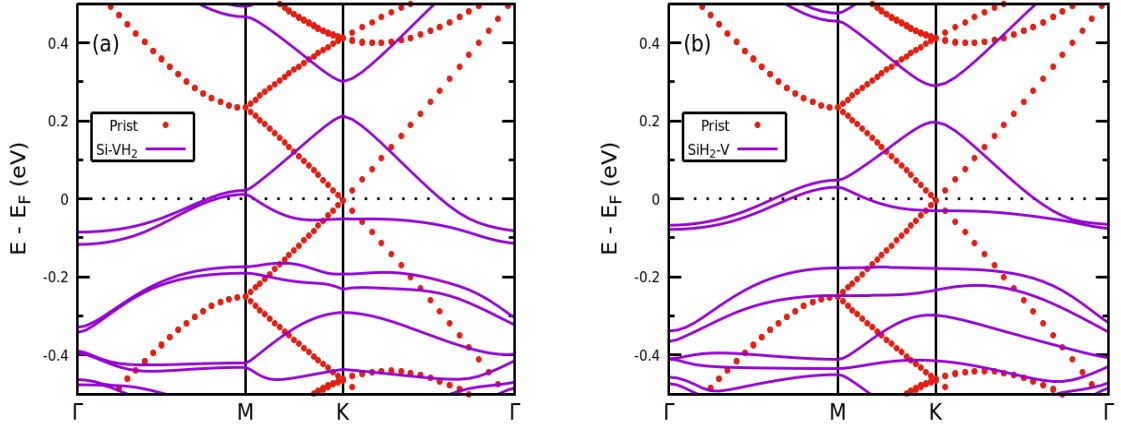 (a)
E - E_F (eV)
0.4
0.2
0
-0.2
-0.4
Prist
Si-VH₂
Γ M K Γ
(b)
E - E_F (eV)
0.4
0.2
0
-0.2
-0.4
Prist
SiH₂-V
Γ M K Γ